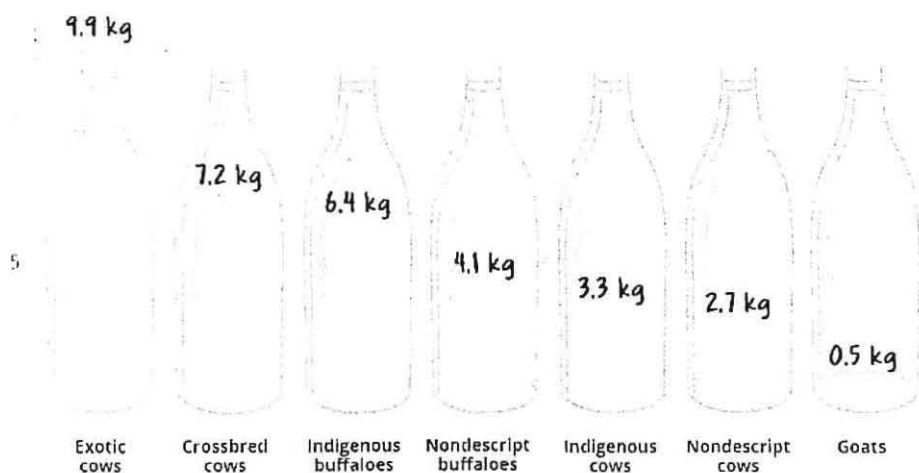 9.9 kg
7.2 kg
6.4 kg
4.1 kg
3.3 kg
2.7 kg
0.5 kg
5
Exotic cows
Crossbred cows
Indigenous buffaloes
Nondescript buffaloes
Indigenous cows
Nondescript cows
Goats